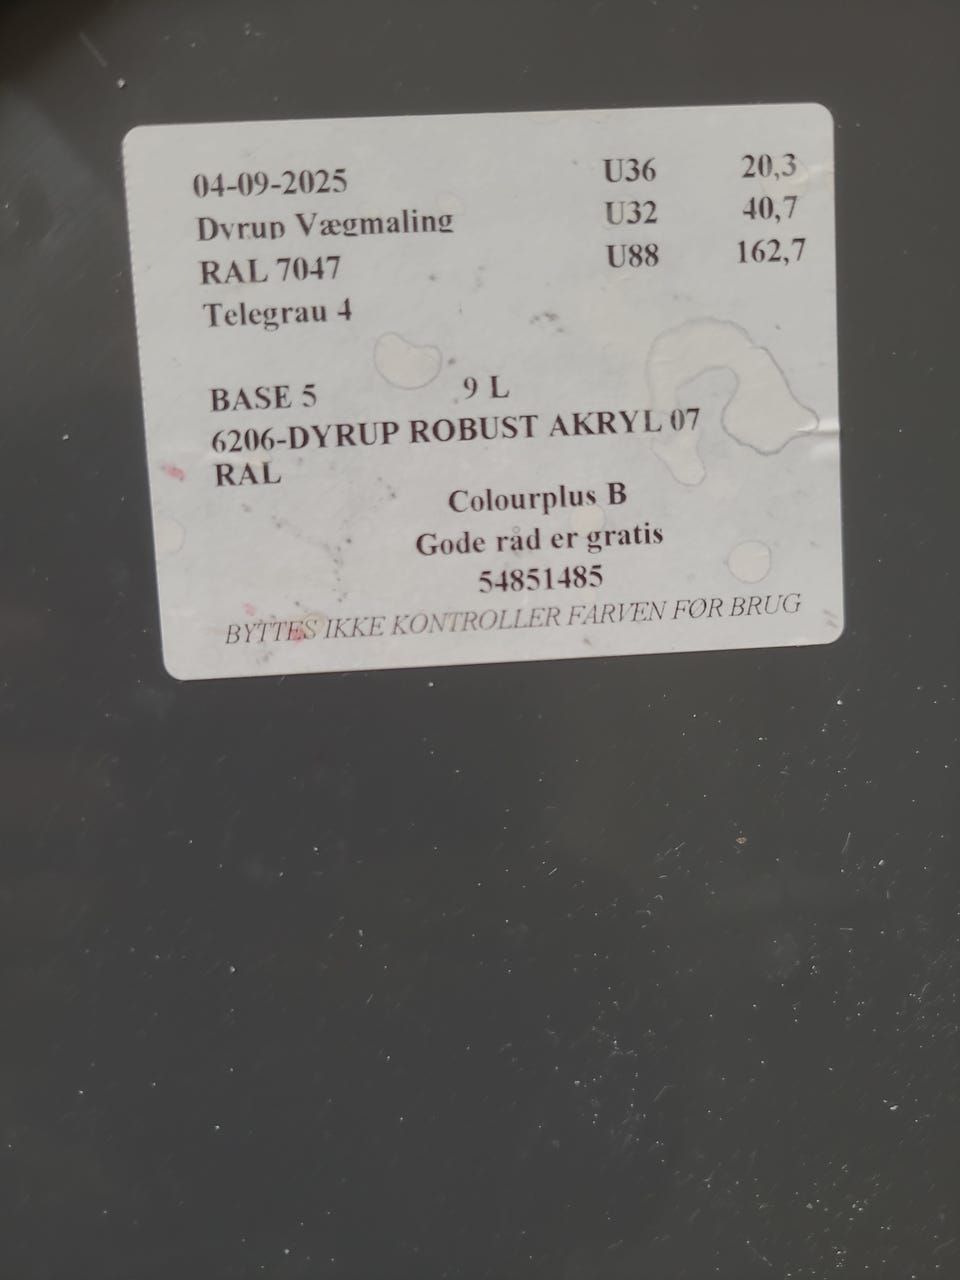 04-09-2025 U36 20,3
Dyrup Vægmaling U32 40,7
RAL 7047 U88 162,7
Telegrau 4
BASE 5 9 L
6206-DYRUP ROBUST AKRYL 07
RAL
Colourplus B
Gode råd er gratis
54851485
BYTTES IKKE KONTROLLER FARVEN FØR BRUG